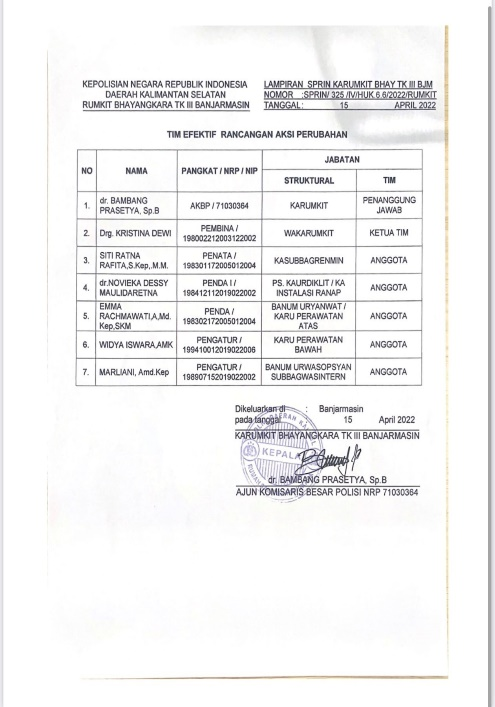 KEPOLISIAN NEGARA REPUBLIK INDONESIA
DAERAH KALIMANTAN SELATAN
RUMKIT BHAYANGKARA TK III BANJARMASIN
LAMPIRAN SPRIN KARUMKIT BHAY TK III BJM
NOMOR :SPRIN/ 325 /IV/HUK.6.6/2022/RUMKIT
TANGGAL : 15 APRIL 2022
TIM EFEKTIF RANCANGAN AKSI PERUBAHAN
NO NAMA PANGKAT / NRP / NIP JABATAN
STRUKTURAL TIM
1. dr. BAMBANG PRASETYA, Sp.B AKBP / 71030364 KARUMKIT PENANGGUNG JAWAB
2. Drg. KRISTINA DEWI PEMBINA / 198002212003122002 WAKARUMKIT KETUA TIM
3. SITI RATNA RAFITA,S.Kep,.M.M. PENATA / 198301172005012004 KASUBBAGRENMIN ANGGOTA
4. dr.NOVIEKA DESSY MAULIDARETNA PENDA I / 198412112019022002 PS. KAURDIKLIT / KA INSTALASI RANAP ANGGOTA
5. EMMA RACHMAWATI,A,Md.Kep,SKM PENDA / 198302172005012004 BANUM URYANWAT / KARU PERAWATAN ATAS ANGGOTA
6. WIDYA ISWARA,AMK PENGATUR / 199410012019022006 KARU PERAWATAN BAWAH ANGGOTA
7. MARLIANI, Amd.Kep PENGATUR / 198907152019022002 BANUM URWASOPSYAN SUBBAGWASINTERN ANGGOTA
Dikeluarkan di : Banjarmasin
pada tanggal 15 April 2022
KARUMKIT BHAYANGKARA TK III BANJARMASIN
KEPALA
dr. BAMBANG PRASETYA, Sp.B
AJUN KOMISARIS BESAR POLISI NRP 71030364